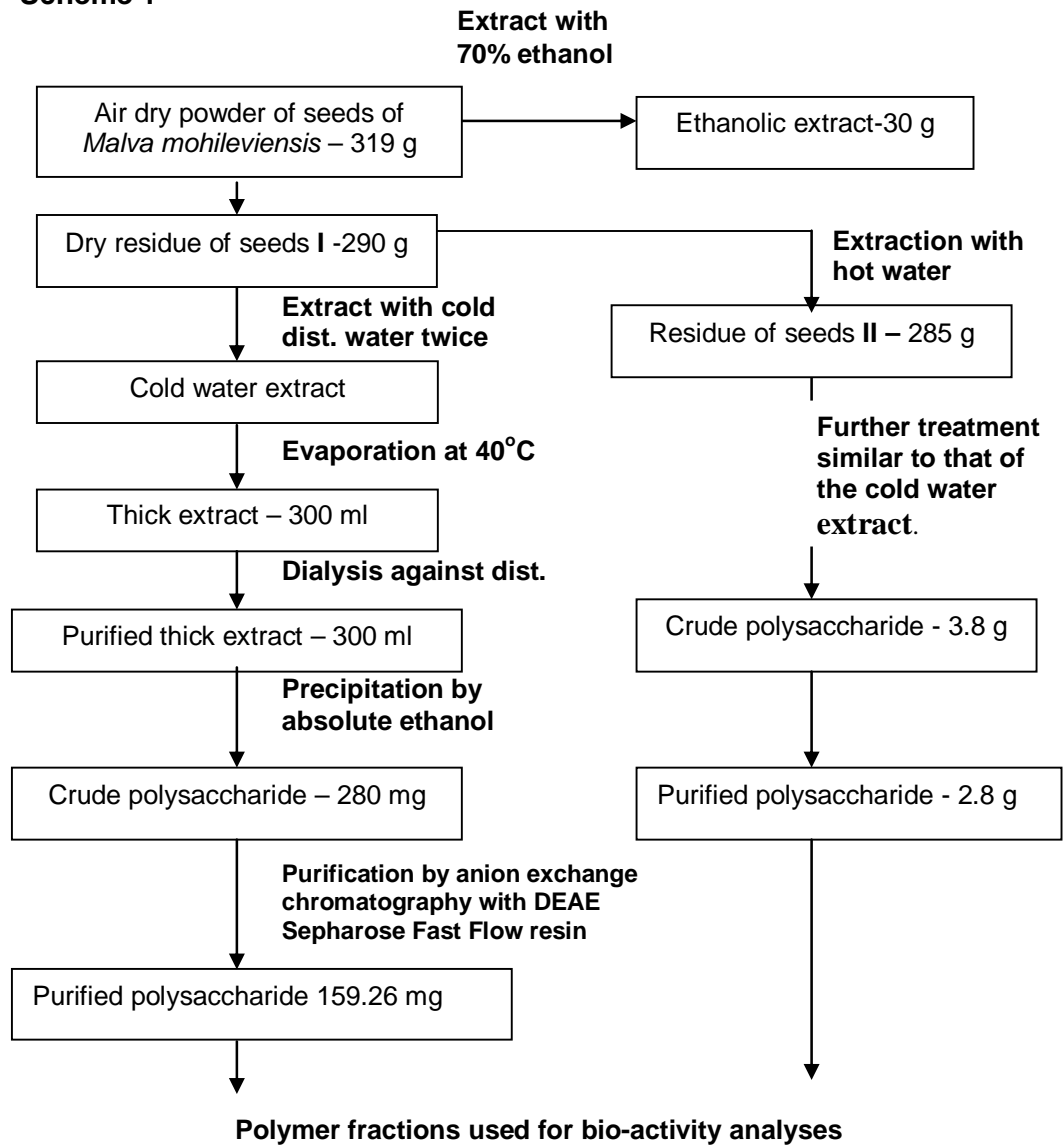 Extract with
70% ethanol
Air dry powder of seeds of
Malva mohileviensis – 319 g
Ethanolic extract-30 g
Dry residue of seeds I -290 g
Extraction with
hot water
Extract with cold
dist. water twice
Residue of seeds II – 285 g
Cold water extract
Further treatment
similar to that of
the cold water
extract.
Evaporation at 40°C
Thick extract – 300 ml
Dialysis against dist.
Purified thick extract – 300 ml
Crude polysaccharide - 3.8 g
Precipitation by
absolute ethanol
Crude polysaccharide – 280 mg
Purified polysaccharide - 2.8 g
Purification by anion exchange
chromatography with DEAE
Sepharose Fast Flow resin
Purified polysaccharide 159.26 mg
Polymer fractions used for bio-activity analyses